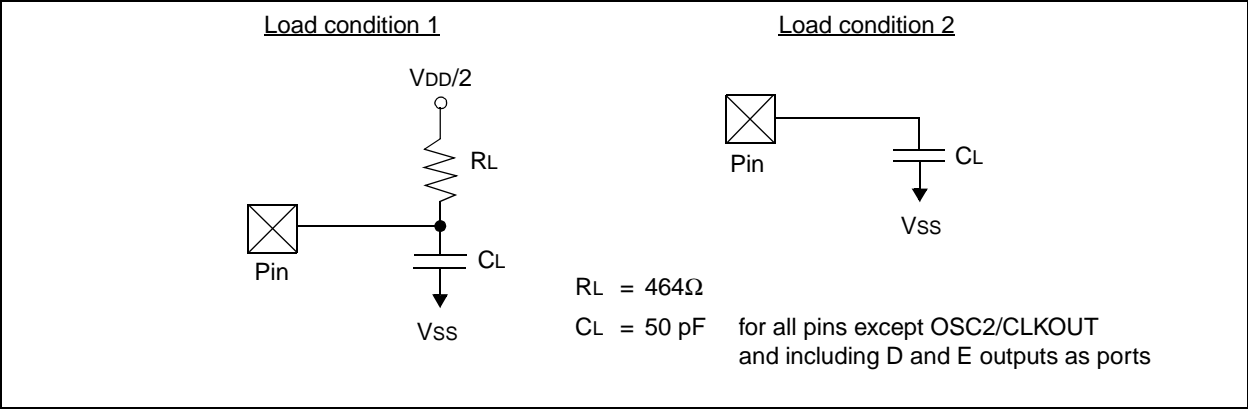 Load condition 1
VDD/2
RL
Pin
CL
VSS
Load condition 2
Pin
CL
VSS
RL = 464Ω
CL = 50 pF for all pins except OSC2/CLKOUT
and including D and E outputs as ports